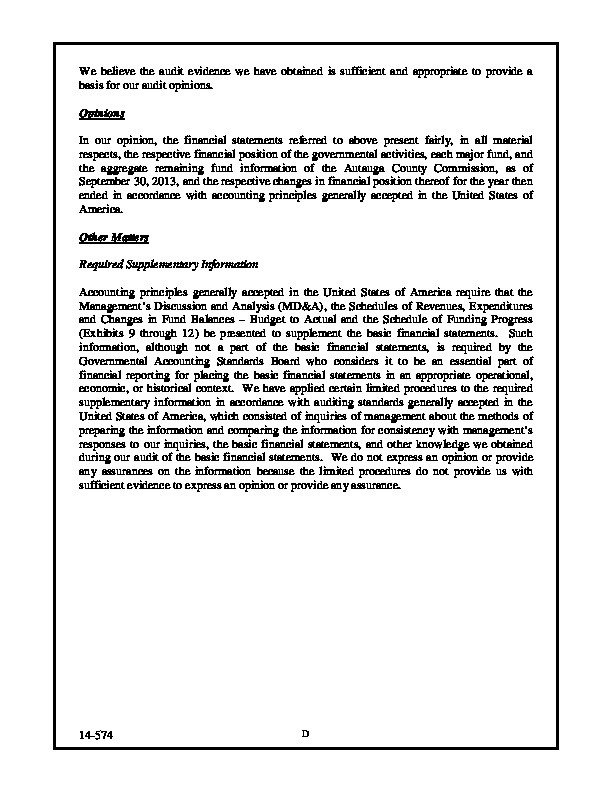 We believe the audit evidence we have obtained is sufficient and appropriate to provide a
basis for our audit opinions.
Opinions
In our opinion, the financial statements referred to above present fairly, in all material
respects, the respective financial position of the governmental activities, each major fund, and
the aggregate remaining fund information of the Autauga County Commission, as of
September 30, 2013, and the respective changes in financial position thereof for the year then
ended in accordance with accounting principles generally accepted in the United States of
America.
Other Matters
Required Supplementary Information
Accounting principles generally accepted in the United States of America require that the
Management's Discussion and Analysis (MD&A), the Schedules of Revenues, Expenditures
and Changes in Fund Balances – Budget to Actual and the Schedule of Funding Progress
(Exhibits 9 through 12) be presented to supplement the basic financial statements. Such
information, although not a part of the basic financial statements, is required by the
Governmental Accounting Standards Board who considers it to be an essential part of
financial reporting for placing the basic financial statements in an appropriate operational,
economic, or historical context. We have applied certain limited procedures to the required
supplementary information in accordance with auditing standards generally accepted in the
United States of America, which consisted of inquiries of management about the methods of
preparing the information and comparing the information for consistency with management's
responses to our inquiries, the basic financial statements, and other knowledge we obtained
during our audit of the basic financial statements. We do not express an opinion or provide
any assurances on the information because the limited procedures do not provide us with
sufficient evidence to express an opinion or provide any assurance.
14-574
D